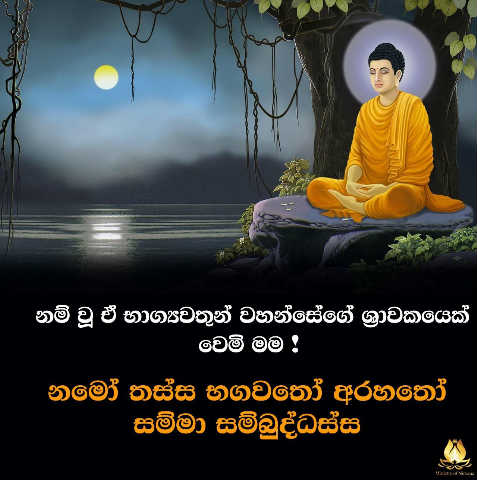 නම් වූ ඒ භාග්‍යවතුන් වහන්සේගේ ශ්‍රාවකයෙක්
වෙමි මම !
නමෝ තස්ස භගවතෝ අරහතෝ
සම්මා සම්බුද්ධස්ස